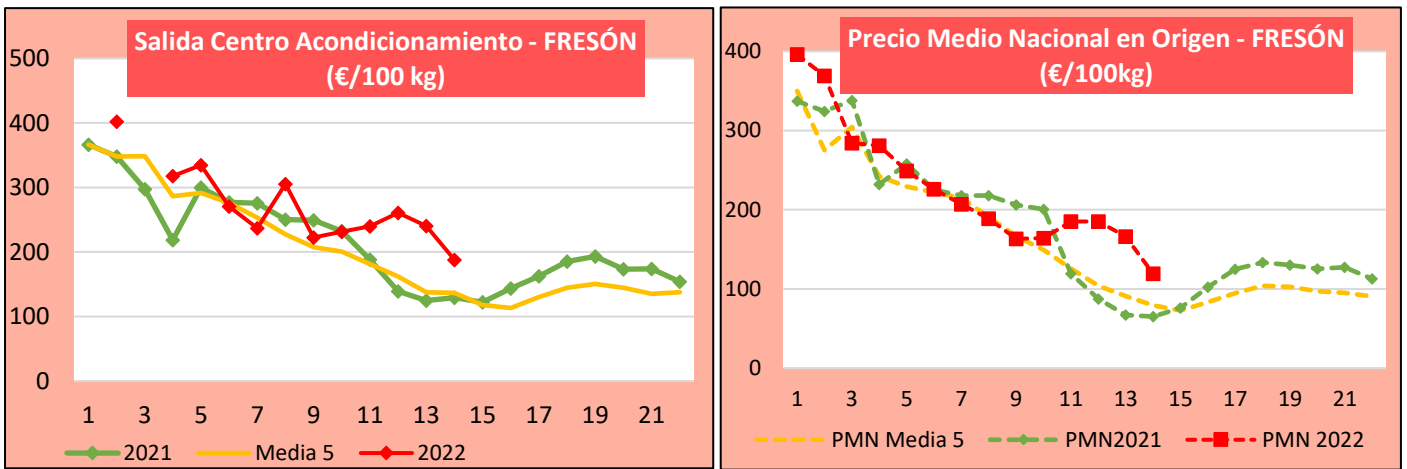 Salida Centro Acondicionamiento - FRESÓN
(€/100 kg)
500
400
300
200
100
0
1 3 5 7 9 11 13 15 17 19 21
2021 Media 5 2022
Precio Medio Nacional en Origen - FRESÓN
(€/100kg)
400
300
200
100
0
1 3 5 7 9 11 13 15 17 19 21
PMN Media 5 PMN2021 PMN 2022